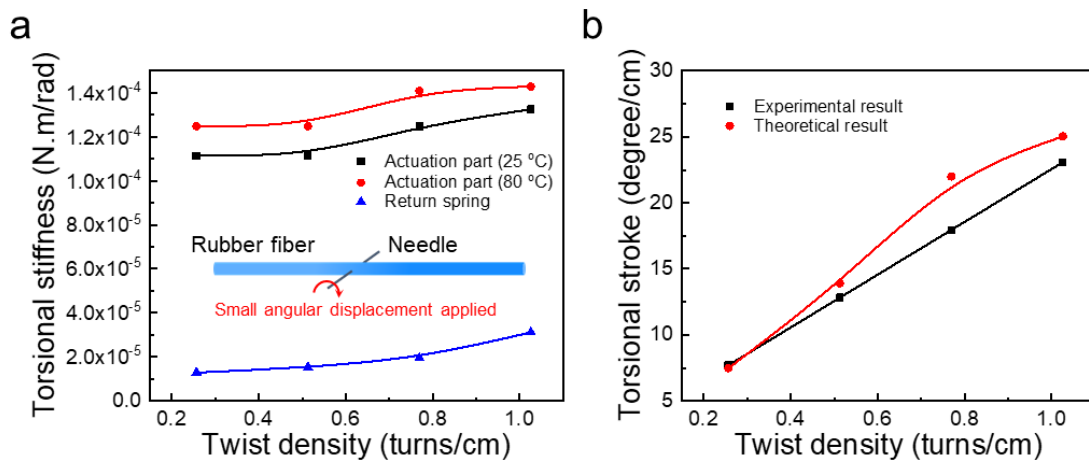 a
Torsional stiffness (N.m/rad)
1.4x10⁻⁴
1.2x10⁻⁴
1.0x10⁻⁴
8.0x10⁻⁵
6.0x10⁻⁵
4.0x10⁻⁵
2.0x10⁻⁵
0.0
Actuation part (25 ºC)
Actuation part (80 ºC)
Return spring
Rubber fiber
Needle
Small angular displacement applied
0.2 0.4 0.6 0.8 1.0
Twist density (turns/cm)
b
Torsional stroke (degree/cm)
30
25
20
15
10
5
Experimental result
Theoretical result
0.2 0.4 0.6 0.8 1.0
Twist density (turns/cm)